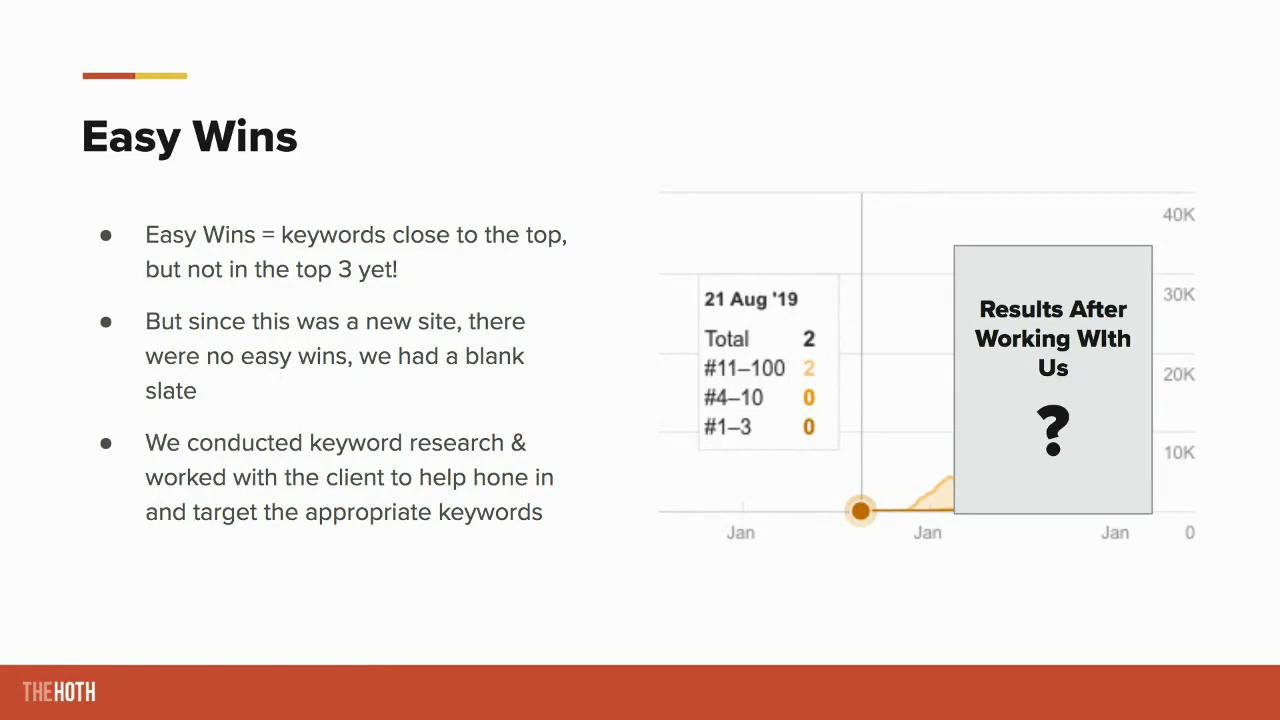 Easy Wins
● Easy Wins = keywords close to the top,
but not in the top 3 yet!
● But since this was a new site, there
were no easy wins, we had a blank
slate
● We conducted keyword research &
worked with the client to help hone in
and target the appropriate keywords
21 Aug '19
Total 2
#11–100 2
#4–10 0
#1–3 0
Results After
Working WIth
Us
?
40K
30K
20K
10K
0
Jan
Jan
Jan
THEHOTH